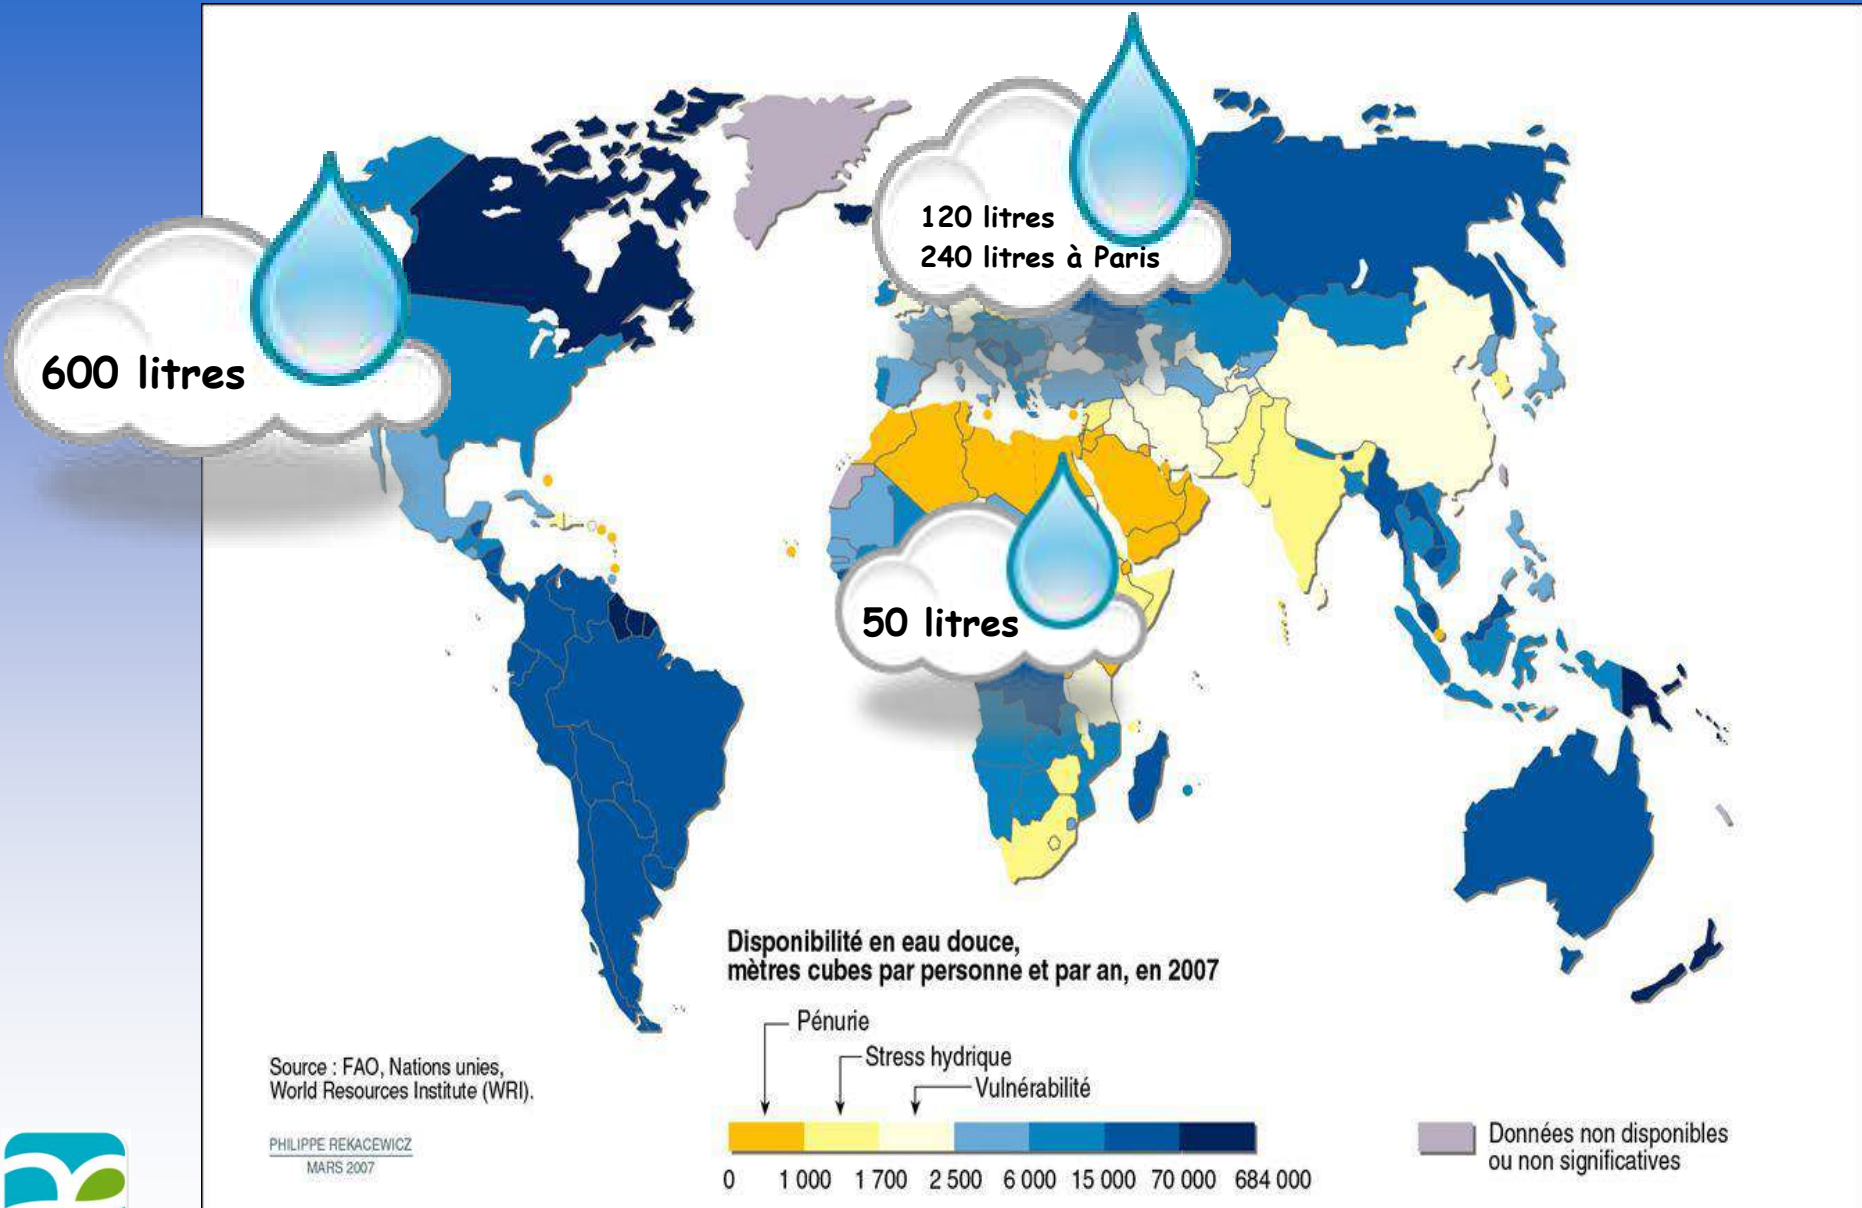 120 litres
240 litres à Paris
600 litres
50 litres
Disponibilité en eau douce,
mètres cubes par personne et par an, en 2007
Pénurie
Stress hydrique
Vulnérabilité
0 1 000 1 700 2 500 6 000 15 000 70 000 684 000
Source : FAO, Nations unies,
World Resources Institute (WRI).
PHILIPPE REKACEWICZ
MARS 2007
Données non disponibles
ou non significatives